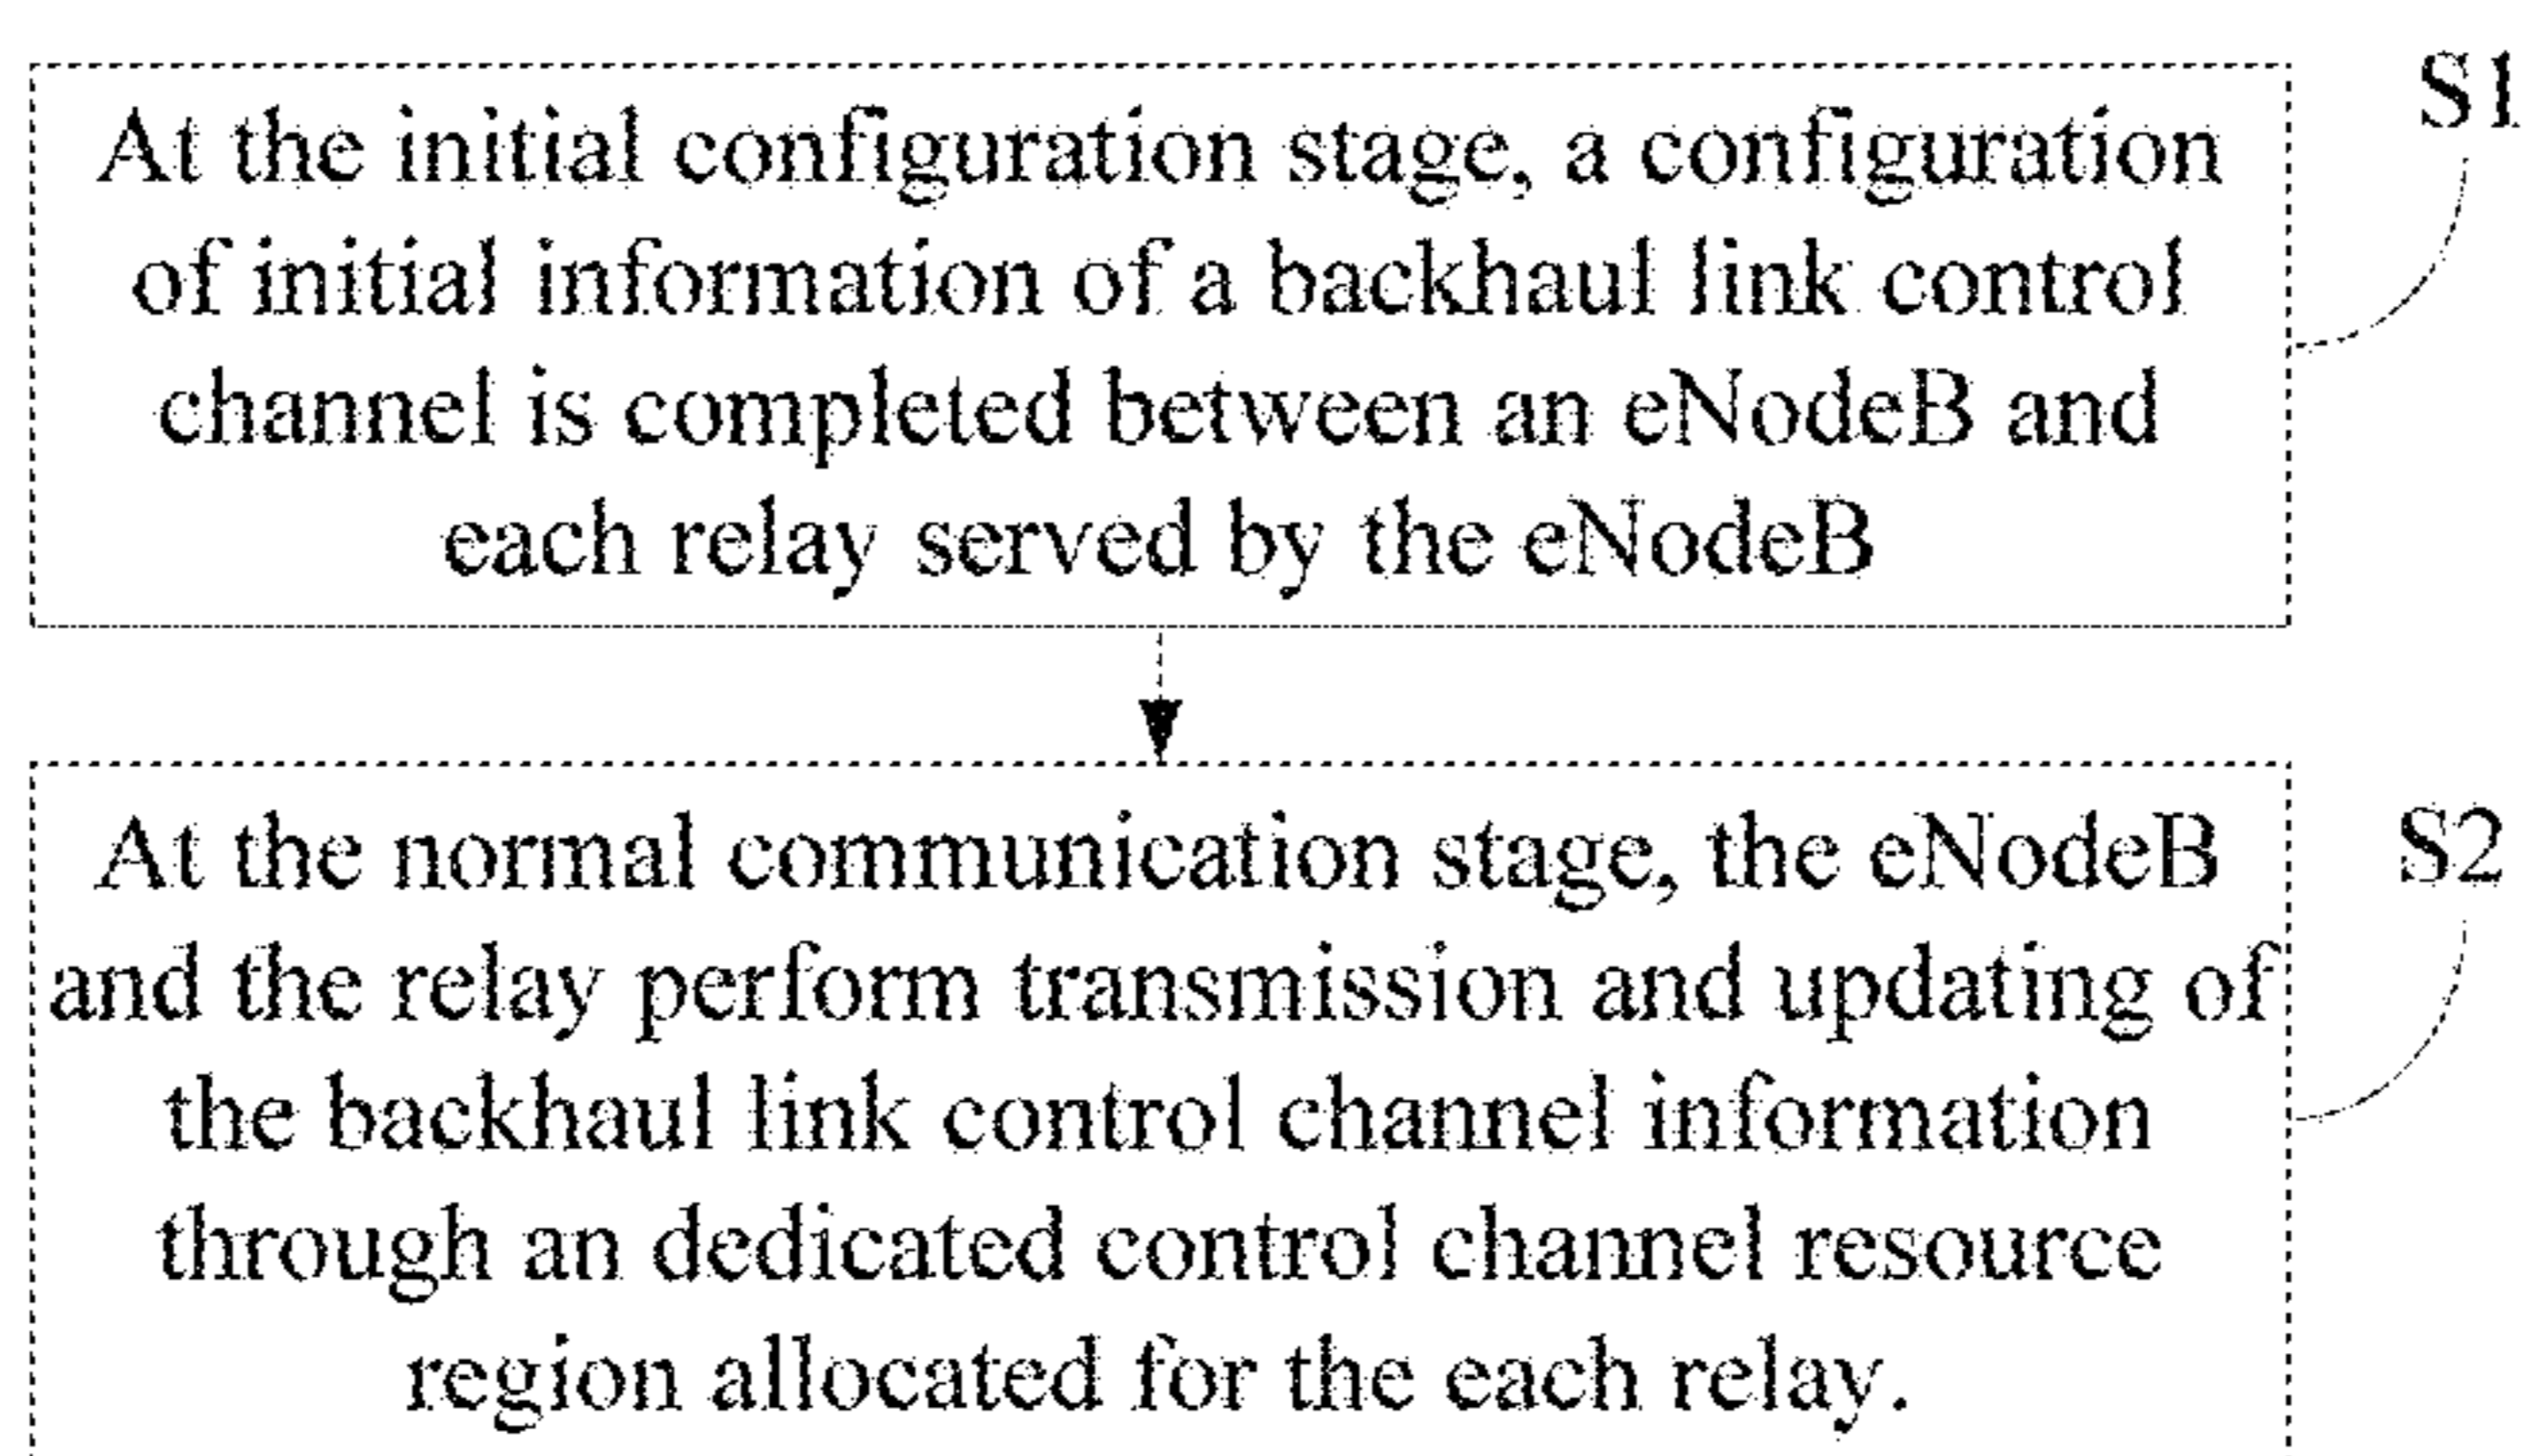 S1
At the initial configuration stage, a configuration
of initial information of a backhaul link control
channel is completed between an eNodeB and
each relay served by the eNodeB
S2
At the normal communication stage, the eNodeB
and the relay perform transmission and updating of
the backhaul link control channel information
through an dedicated control channel resource
region allocated for the each relay.